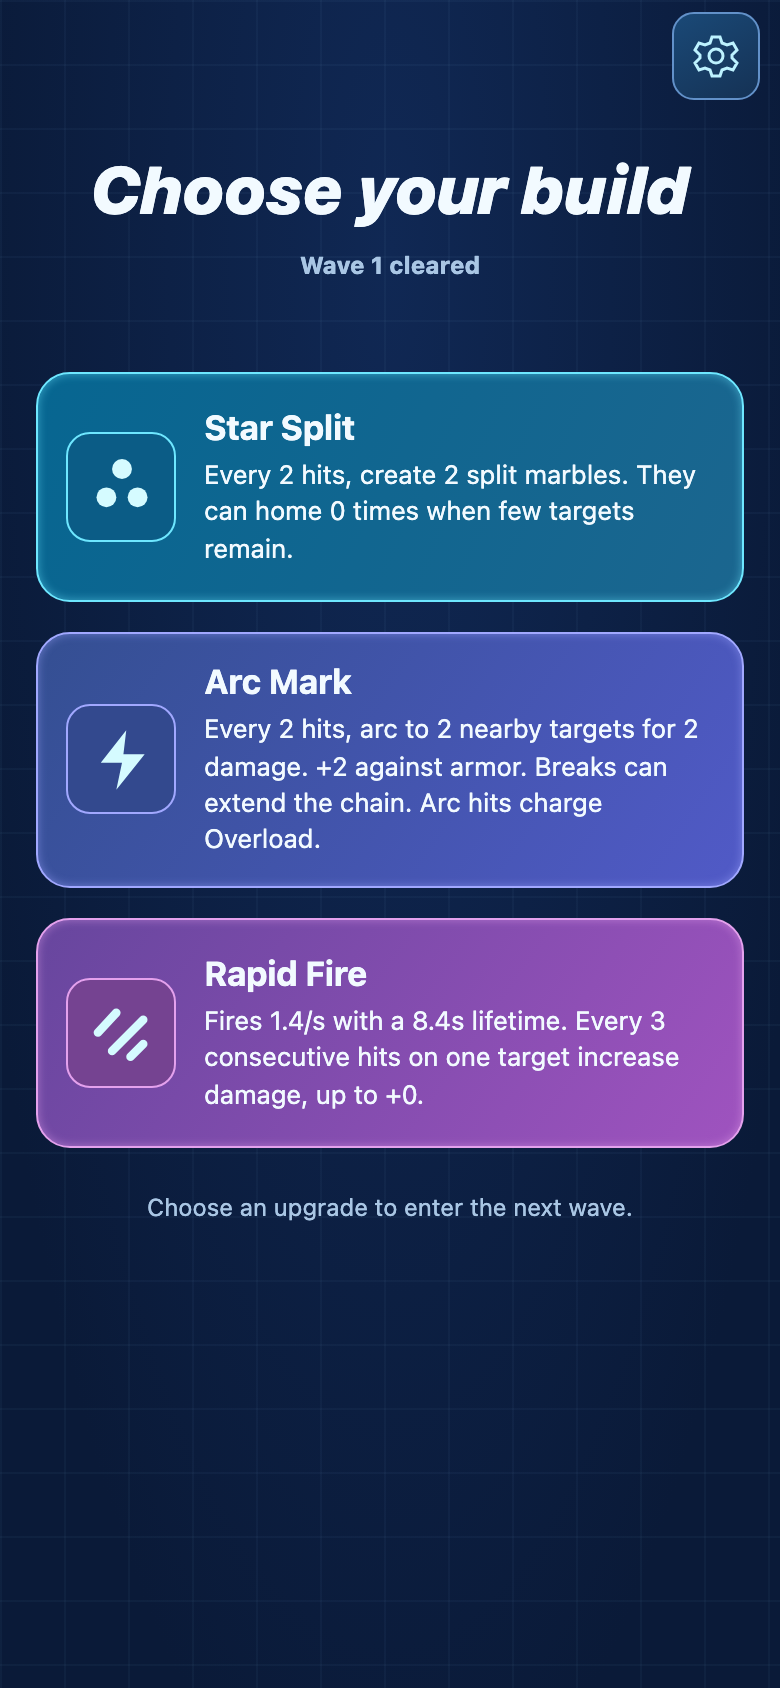 Choose your build
Wave 1 cleared
Star Split
Every 2 hits, create 2 split marbles. They
can home 0 times when few targets
remain.
Arc Mark
Every 2 hits, arc to 2 nearby targets for 2
damage. +2 against armor. Breaks can
extend the chain. Arc hits charge
Overload.
Rapid Fire
Fires 1.4/s with a 8.4s lifetime. Every 3
consecutive hits on one target increase
damage, up to +0.
Choose an upgrade to enter the next wave.